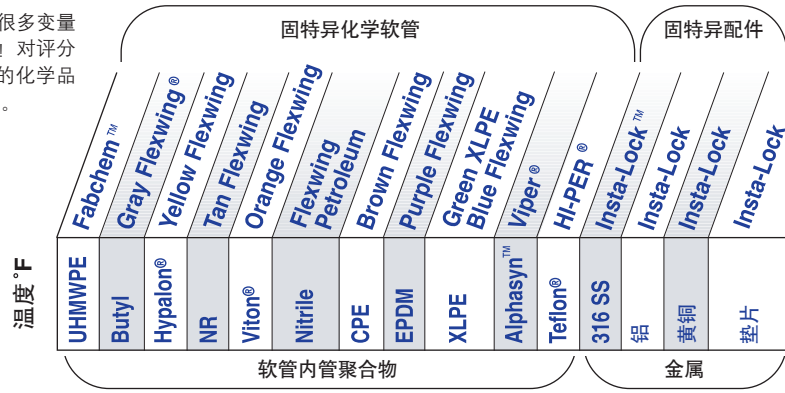 很多变量
！对评分
的化学品
。
固特异化学软管
固特异配件
Fabchem™
Gray Flexwing®
Yellow Flexwing
Tan Flexwing
Orange Flexwing
Flexwing
Petroleum
Brown Flexwing
Purple Flexwing
Green XLPE
Blue Flexwing
Viper®
HI-PER®
Insta-Lock™
Insta-Lock
Insta-Lock
Insta-Lock
温度 °F
UHMWPE
Butyl
Hypalon®
NR
Viton®
Nitrile
CPE
EPDM
XLPE
Alphasyn™
Teflon®
316 SS
铝
黄铜
垫片
软管内管聚合物
金属